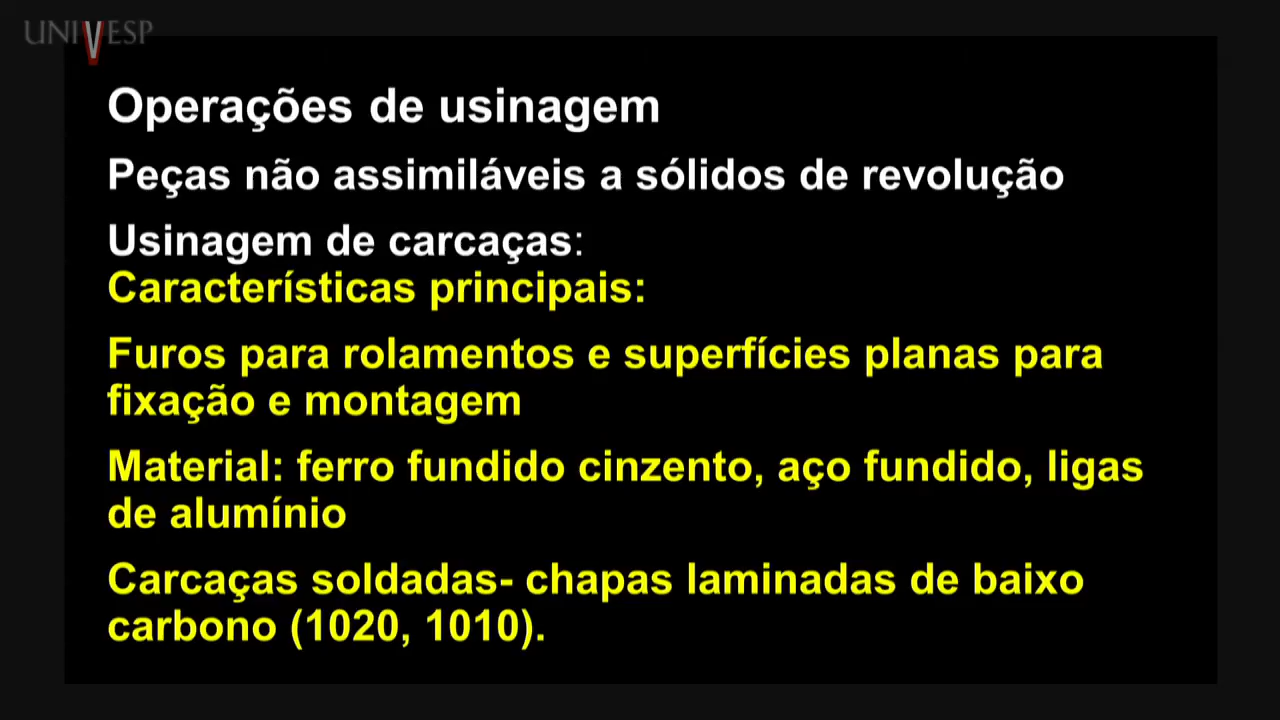 UNIVESP
Operações de usinagem
Peças não assimiláveis a sólidos de revolução
Usinagem de carcaças:
Características principais:
Furos para rolamentos e superfícies planas para
fixação e montagem
Material: ferro fundido cinzento, aço fundido, ligas
de alumínio
Carcaças soldadas- chapas laminadas de baixo
carbono (1020, 1010).